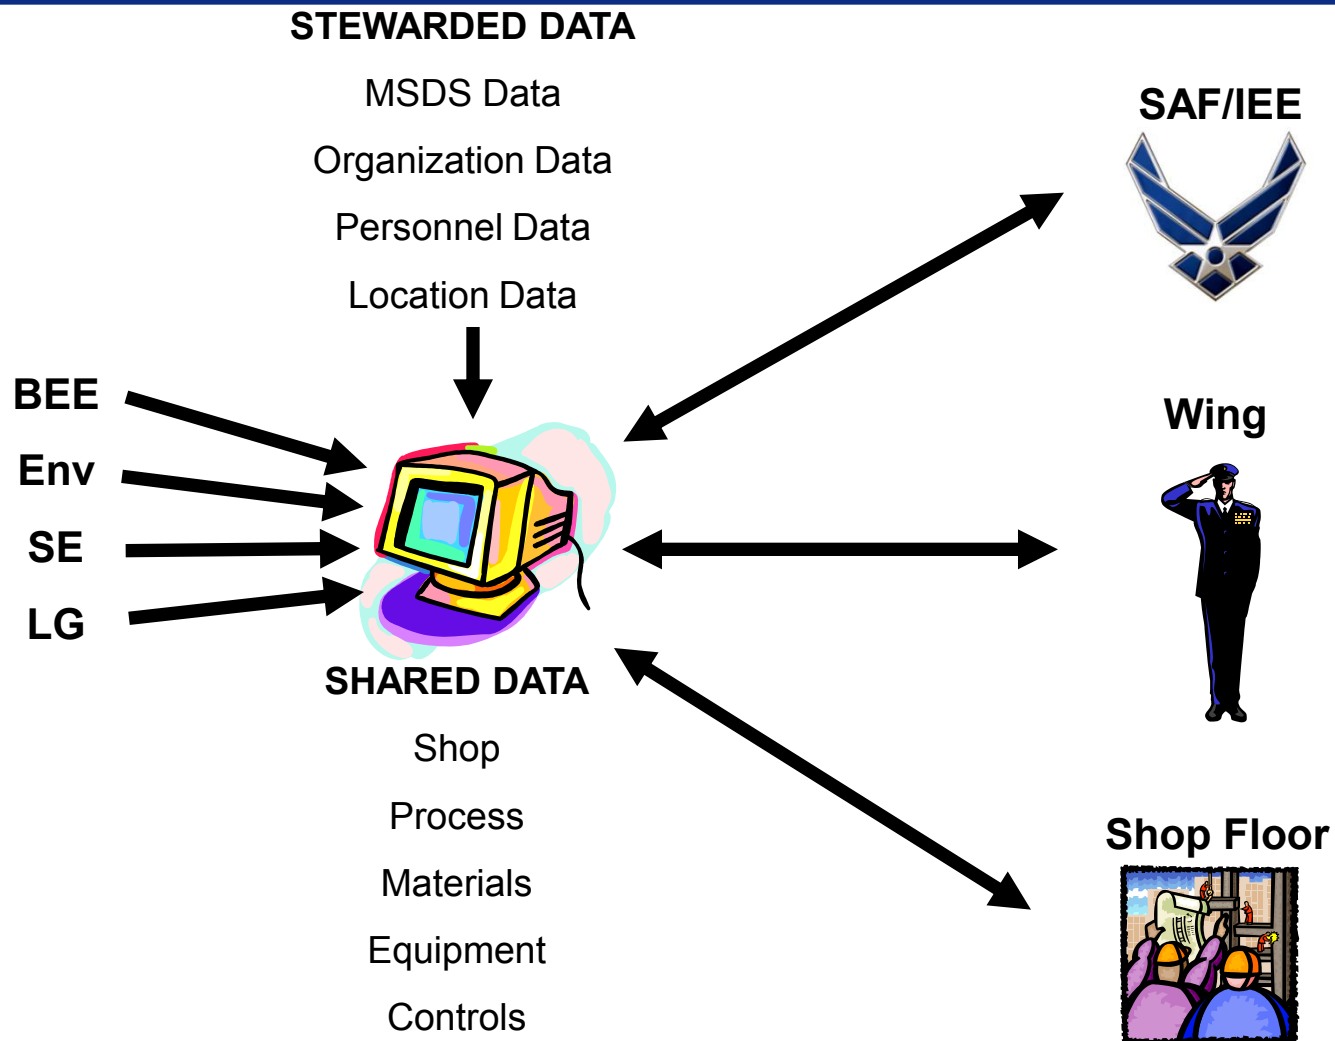 STEWARDED DATA
MSDS Data
Organization Data
Personnel Data
Location Data
BEE
Env
SE
LG
SHARED DATA
Shop
Process
Materials
Equipment
Controls
SAF/IEE
Wing
Shop Floor